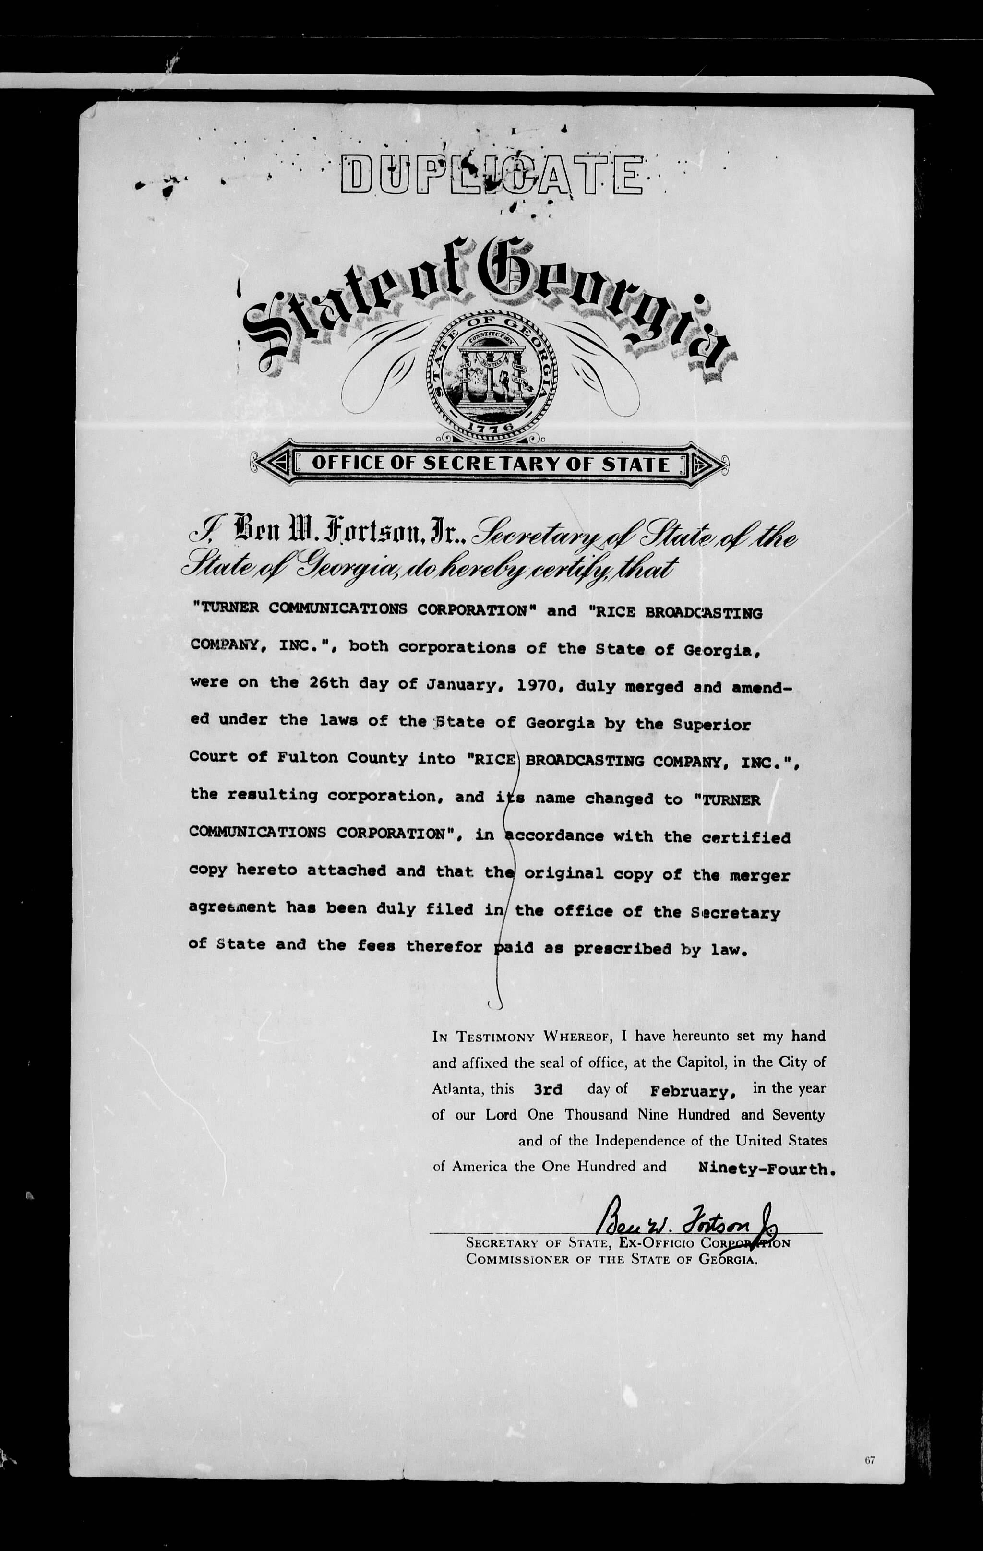 DUPLICATE
State of Georgia
STATE OF GEORGIA
CONSTITUTION
1776
OFFICE OF SECRETARY OF STATE
I, Ben W. Fortson, Jr., Secretary of State of the
State of Georgia, do hereby certify, that
"TURNER COMMUNICATIONS CORPORATION" and "RICE BROADCASTING
COMPANY, INC.", both corporations of the State of Georgia,
were on the 26th day of January, 1970, duly merged and amend-
ed under the laws of the State of Georgia by the Superior
Court of Fulton County into "RICE BROADCASTING COMPANY, INC.",
the resulting corporation, and its name changed to "TURNER
COMMUNICATIONS CORPORATION", in accordance with the certified
copy hereto attached and that the original copy of the merger
agreement has been duly filed in the office of the Secretary
of State and the fees therefor paid as prescribed by law.
IN TESTIMONY WHEREOF, I have hereunto set my hand
and affixed the seal of office, at the Capitol, in the City of
Atlanta, this 3rd day of February, in the year
of our Lord One Thousand Nine Hundred and Seventy
and of the Independence of the United States
of America the One Hundred and Ninety-Fourth.
Ben W. Fortson Jr
SECRETARY OF STATE, EX-OFFICIO CORPORATION
COMMISSIONER OF THE STATE OF GEORGIA.
67